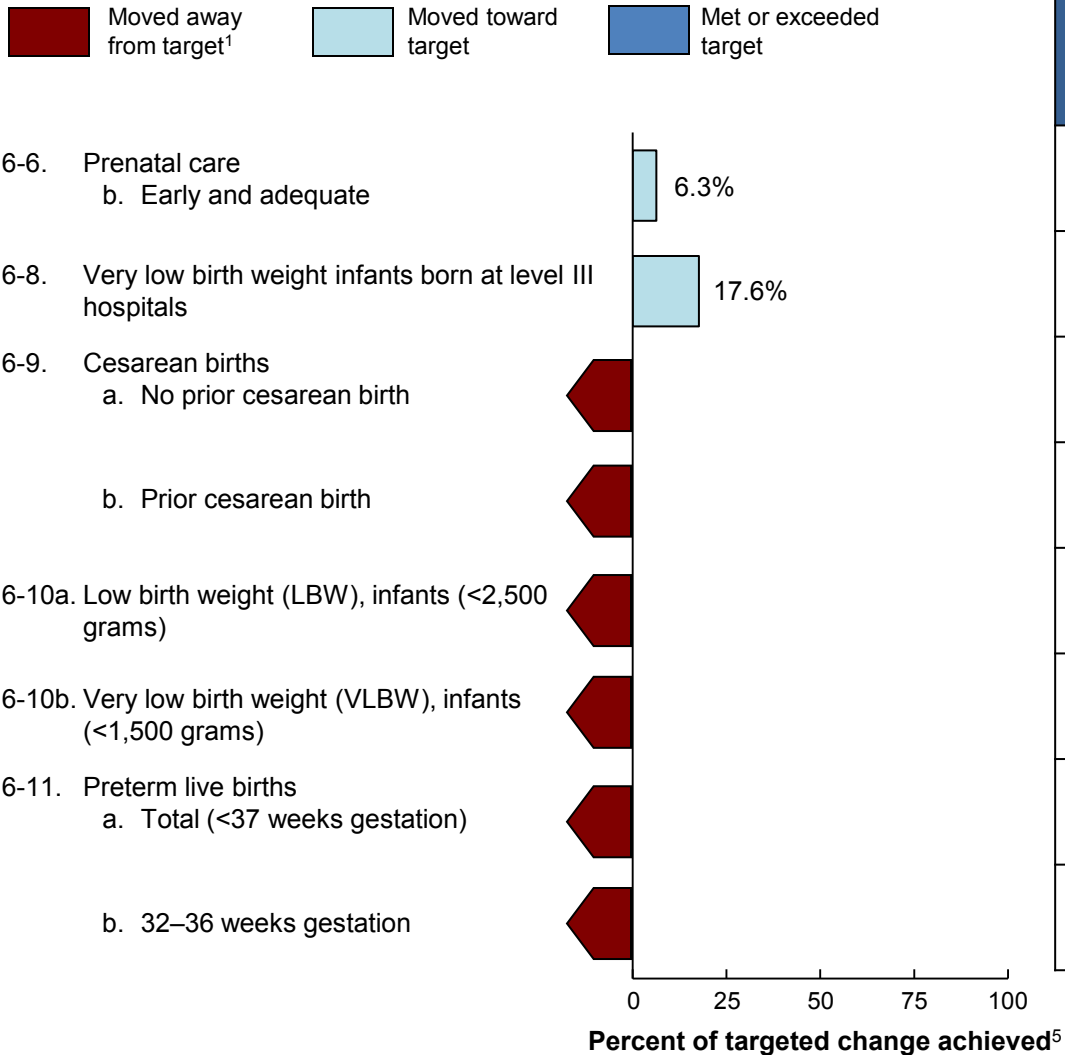 Moved away
from target¹
Moved toward
target
Met or exceeded
target
6-6. Prenatal care
b. Early and adequate
6.3%
6-8. Very low birth weight infants born at level III
hospitals
17.6%
6-9. Cesarean births
a. No prior cesarean birth
b. Prior cesarean birth
6-10a. Low birth weight (LBW), infants (<2,500
grams)
6-10b. Very low birth weight (VLBW), infants
(<1,500 grams)
6-11. Preterm live births
a. Total (<37 weeks gestation)
b. 32–36 weeks gestation
0 25 50 75 100
Percent of targeted change achieved⁵